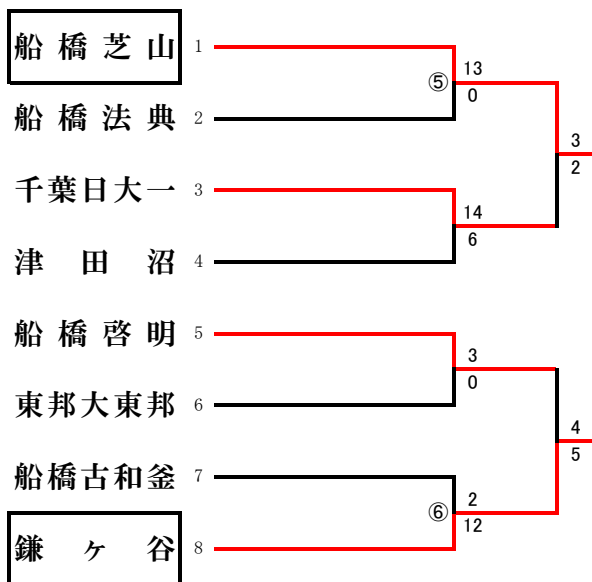 船橋芝山 1
13
⑤
0
船橋法典 2
3
2
千葉日大一 3
14
6
津田沼 4
船橋啓明 5
3
0
東邦大東邦 6
4
5
船橋古和釜 7
2
⑥
12
鎌ヶ谷 8